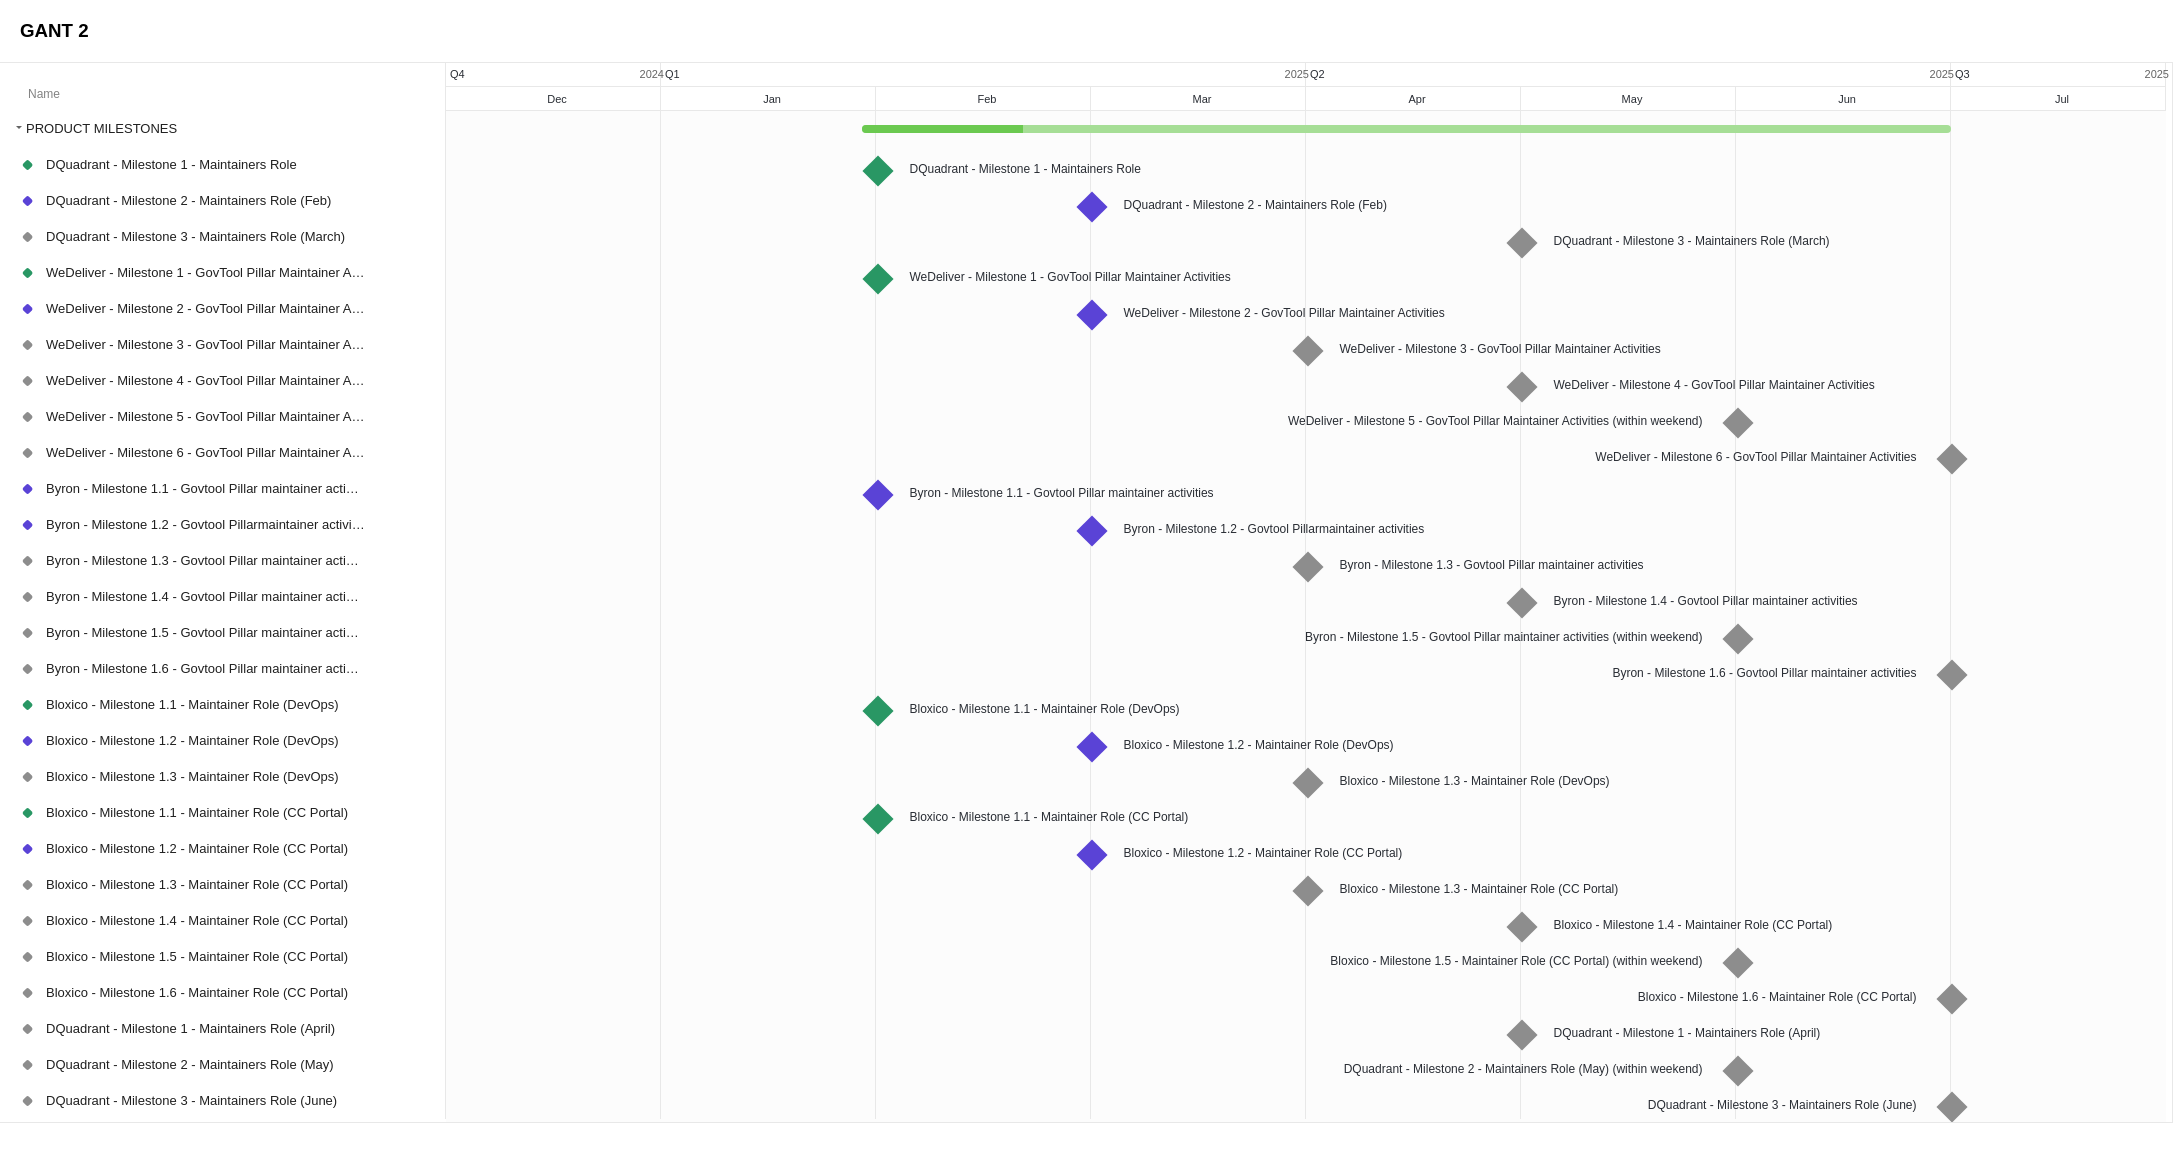 GANT 2
Q4 2024 Q1 2025 Q2 2025 Q3 2025
Name
Dec Jan Feb Mar Apr May Jun Jul
PRODUCT MILESTONES
DQuadrant - Milestone 1 - Maintainers Role DQuadrant - Milestone 1 - Maintainers Role
DQuadrant - Milestone 2 - Maintainers Role (Feb) DQuadrant - Milestone 2 - Maintainers Role (Feb)
DQuadrant - Milestone 3 - Maintainers Role (March) DQuadrant - Milestone 3 - Maintainers Role (March)
WeDeliver - Milestone 1 - GovTool Pillar Maintainer A… WeDeliver - Milestone 1 - GovTool Pillar Maintainer Activities
WeDeliver - Milestone 2 - GovTool Pillar Maintainer A… WeDeliver - Milestone 2 - GovTool Pillar Maintainer Activities
WeDeliver - Milestone 3 - GovTool Pillar Maintainer A… WeDeliver - Milestone 3 - GovTool Pillar Maintainer Activities
WeDeliver - Milestone 4 - GovTool Pillar Maintainer A… WeDeliver - Milestone 4 - GovTool Pillar Maintainer Activities
WeDeliver - Milestone 5 - GovTool Pillar Maintainer A… WeDeliver - Milestone 5 - GovTool Pillar Maintainer Activities (within weekend)
WeDeliver - Milestone 6 - GovTool Pillar Maintainer A… WeDeliver - Milestone 6 - GovTool Pillar Maintainer Activities
Byron - Milestone 1.1 - Govtool Pillar maintainer acti… Byron - Milestone 1.1 - Govtool Pillar maintainer activities
Byron - Milestone 1.2 - Govtool Pillarmaintainer activi… Byron - Milestone 1.2 - Govtool Pillarmaintainer activities
Byron - Milestone 1.3 - Govtool Pillar maintainer acti… Byron - Milestone 1.3 - Govtool Pillar maintainer activities
Byron - Milestone 1.4 - Govtool Pillar maintainer acti… Byron - Milestone 1.4 - Govtool Pillar maintainer activities
Byron - Milestone 1.5 - Govtool Pillar maintainer acti… Byron - Milestone 1.5 - Govtool Pillar maintainer activities (within weekend)
Byron - Milestone 1.6 - Govtool Pillar maintainer acti… Byron - Milestone 1.6 - Govtool Pillar maintainer activities
Bloxico - Milestone 1.1 - Maintainer Role (DevOps) Bloxico - Milestone 1.1 - Maintainer Role (DevOps)
Bloxico - Milestone 1.2 - Maintainer Role (DevOps) Bloxico - Milestone 1.2 - Maintainer Role (DevOps)
Bloxico - Milestone 1.3 - Maintainer Role (DevOps) Bloxico - Milestone 1.3 - Maintainer Role (DevOps)
Bloxico - Milestone 1.1 - Maintainer Role (CC Portal) Bloxico - Milestone 1.1 - Maintainer Role (CC Portal)
Bloxico - Milestone 1.2 - Maintainer Role (CC Portal) Bloxico - Milestone 1.2 - Maintainer Role (CC Portal)
Bloxico - Milestone 1.3 - Maintainer Role (CC Portal) Bloxico - Milestone 1.3 - Maintainer Role (CC Portal)
Bloxico - Milestone 1.4 - Maintainer Role (CC Portal) Bloxico - Milestone 1.4 - Maintainer Role (CC Portal)
Bloxico - Milestone 1.5 - Maintainer Role (CC Portal) Bloxico - Milestone 1.5 - Maintainer Role (CC Portal) (within weekend)
Bloxico - Milestone 1.6 - Maintainer Role (CC Portal) Bloxico - Milestone 1.6 - Maintainer Role (CC Portal)
DQuadrant - Milestone 1 - Maintainers Role (April) DQuadrant - Milestone 1 - Maintainers Role (April)
DQuadrant - Milestone 2 - Maintainers Role (May) DQuadrant - Milestone 2 - Maintainers Role (May) (within weekend)
DQuadrant - Milestone 3 - Maintainers Role (June) DQuadrant - Milestone 3 - Maintainers Role (June)